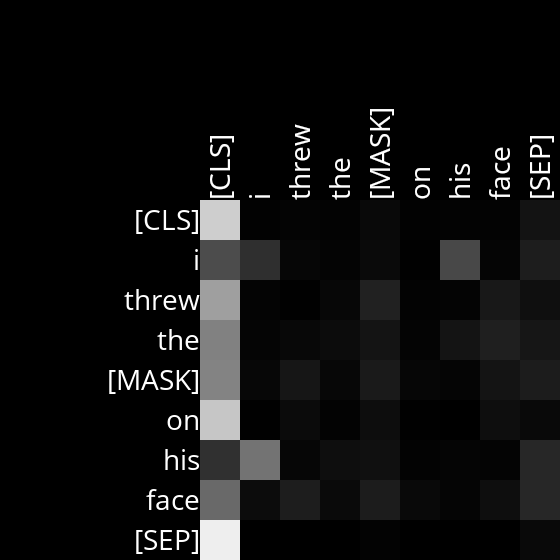 [CLS] i threw the [MASK] on his face [SEP]
[CLS]
i
threw
the
[MASK]
on
his
face
[SEP]